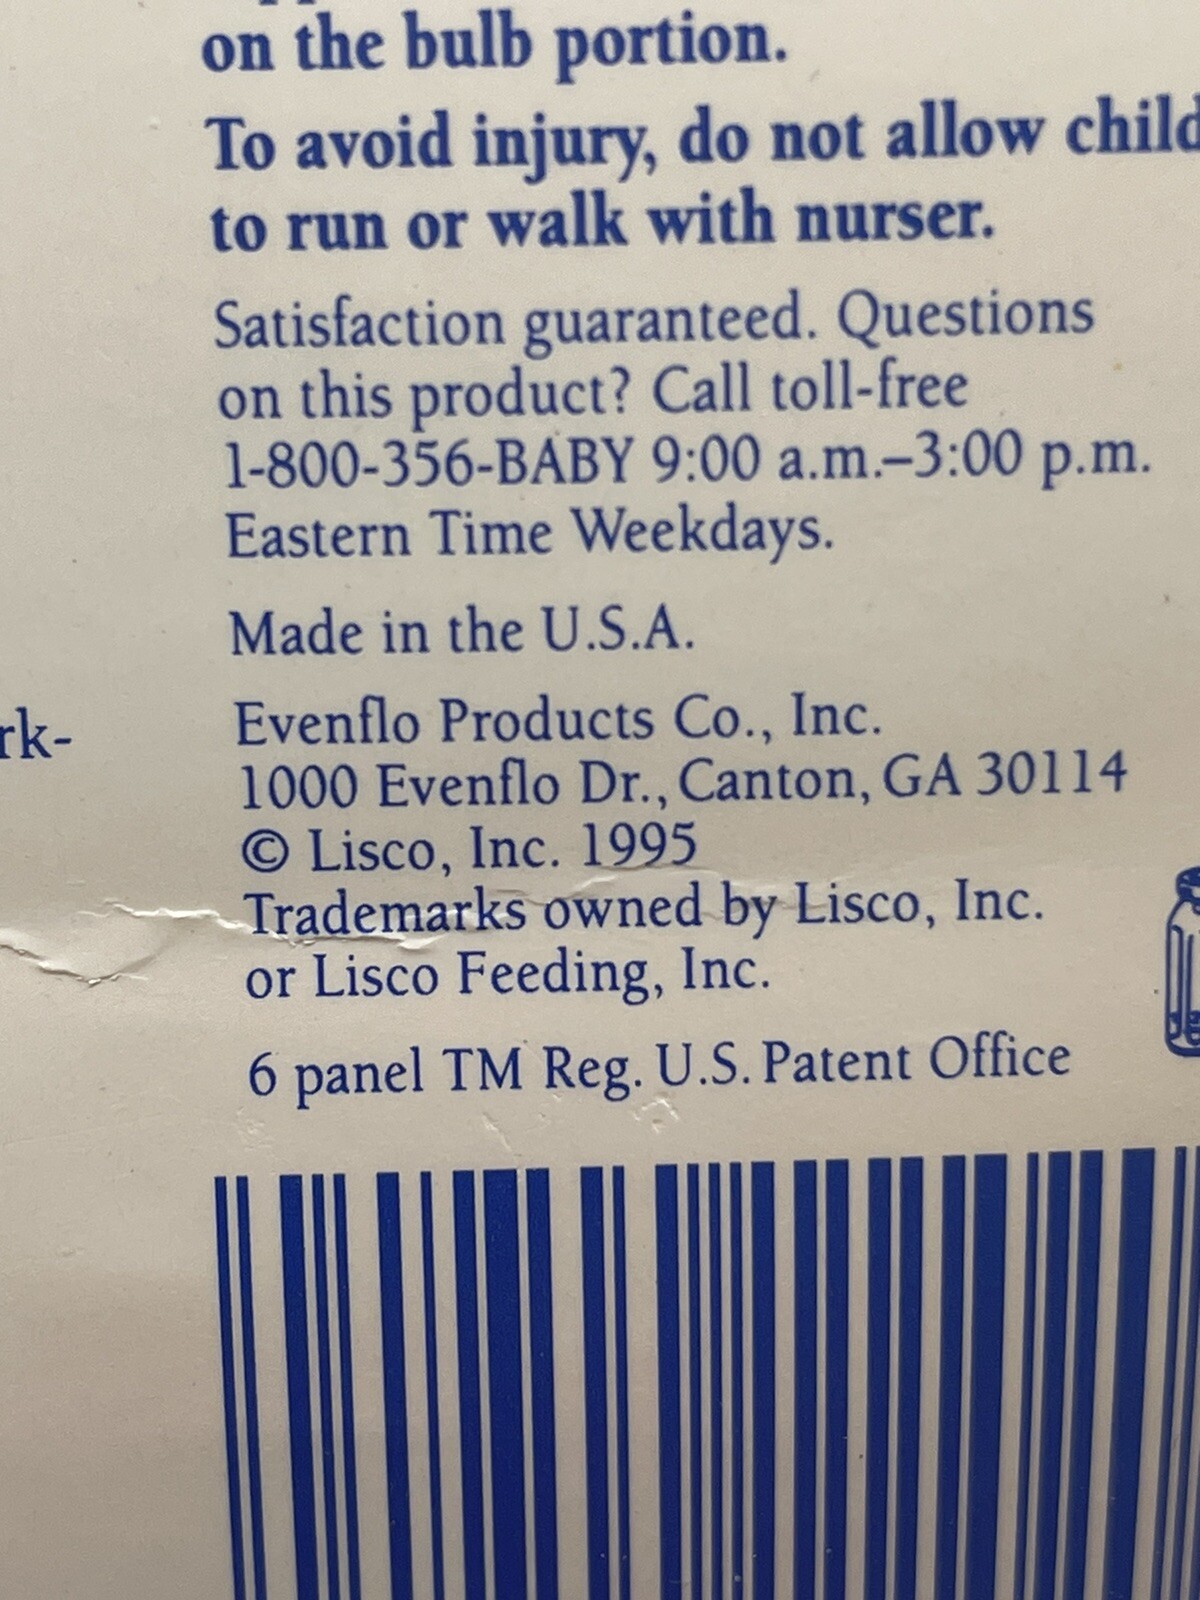 on the bulb portion.
To avoid injury, do not allow child
to run or walk with nurser.
Satisfaction guaranteed. Questions
on this product? Call toll-free
1-800-356-BABY 9:00 a.m.–3:00 p.m.
Eastern Time Weekdays.
Made in the U.S.A.
rk-
Evenflo Products Co., Inc.
1000 Evenflo Dr., Canton, GA 30114
© Lisco, Inc. 1995
Trademarks owned by Lisco, Inc.
or Lisco Feeding, Inc.
6 panel TM Reg. U.S. Patent Office